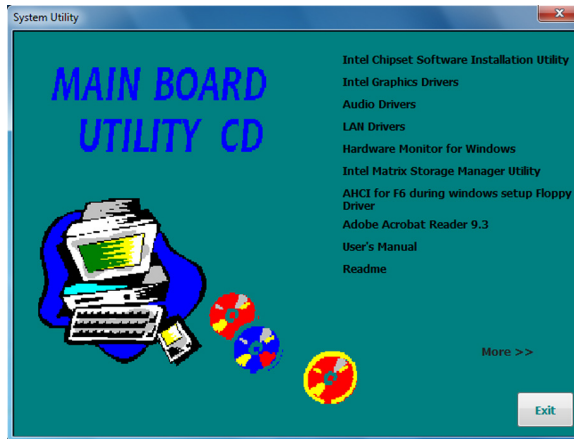 System Utility
MAIN BOARD
UTILITY CD
Intel Chipset Software Installation Utility
Intel Graphics Drivers
Audio Drivers
LAN Drivers
Hardware Monitor for Windows
Intel Matrix Storage Manager Utility
AHCI for F6 during windows setup Floppy
Driver
Adobe Acrobat Reader 9.3
User's Manual
Readme
More >>
Exit